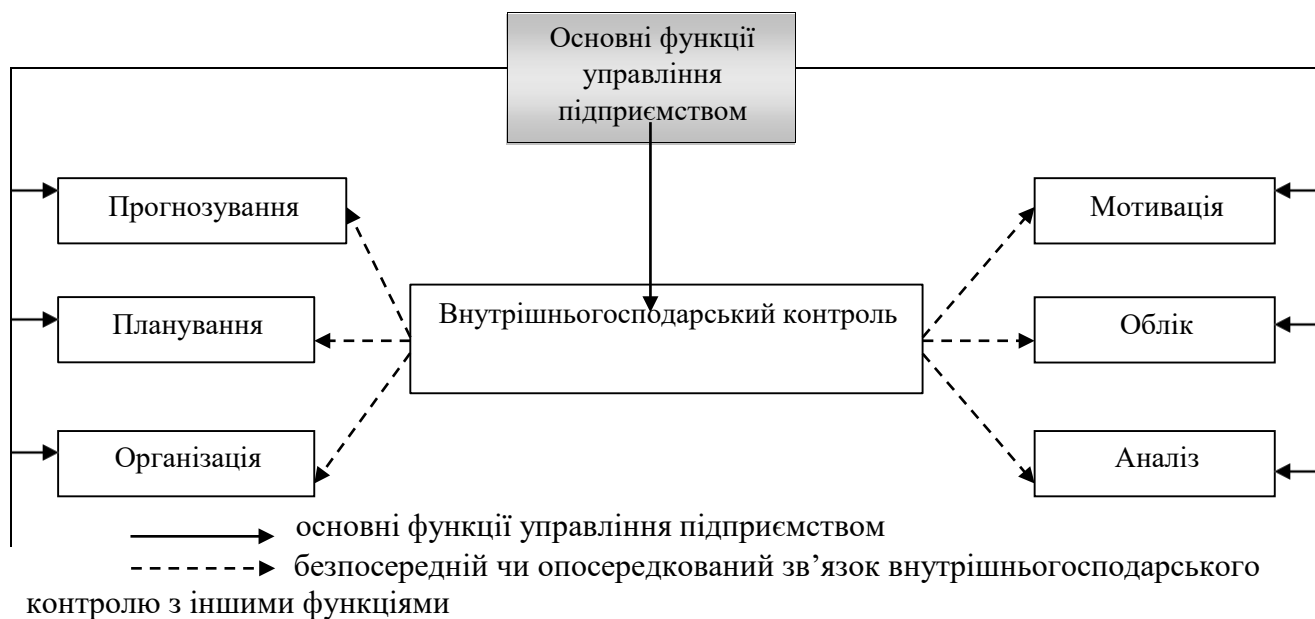 Основні функції
управління
підприємством
Прогнозування
Мотивація
Внутрішньогосподарський контроль
Планування
Облік
Організація
Аналіз
основні функції управління підприємством
безпосередній чи опосередкований зв’язок внутрішньогосподарського
контролю з іншими функціями